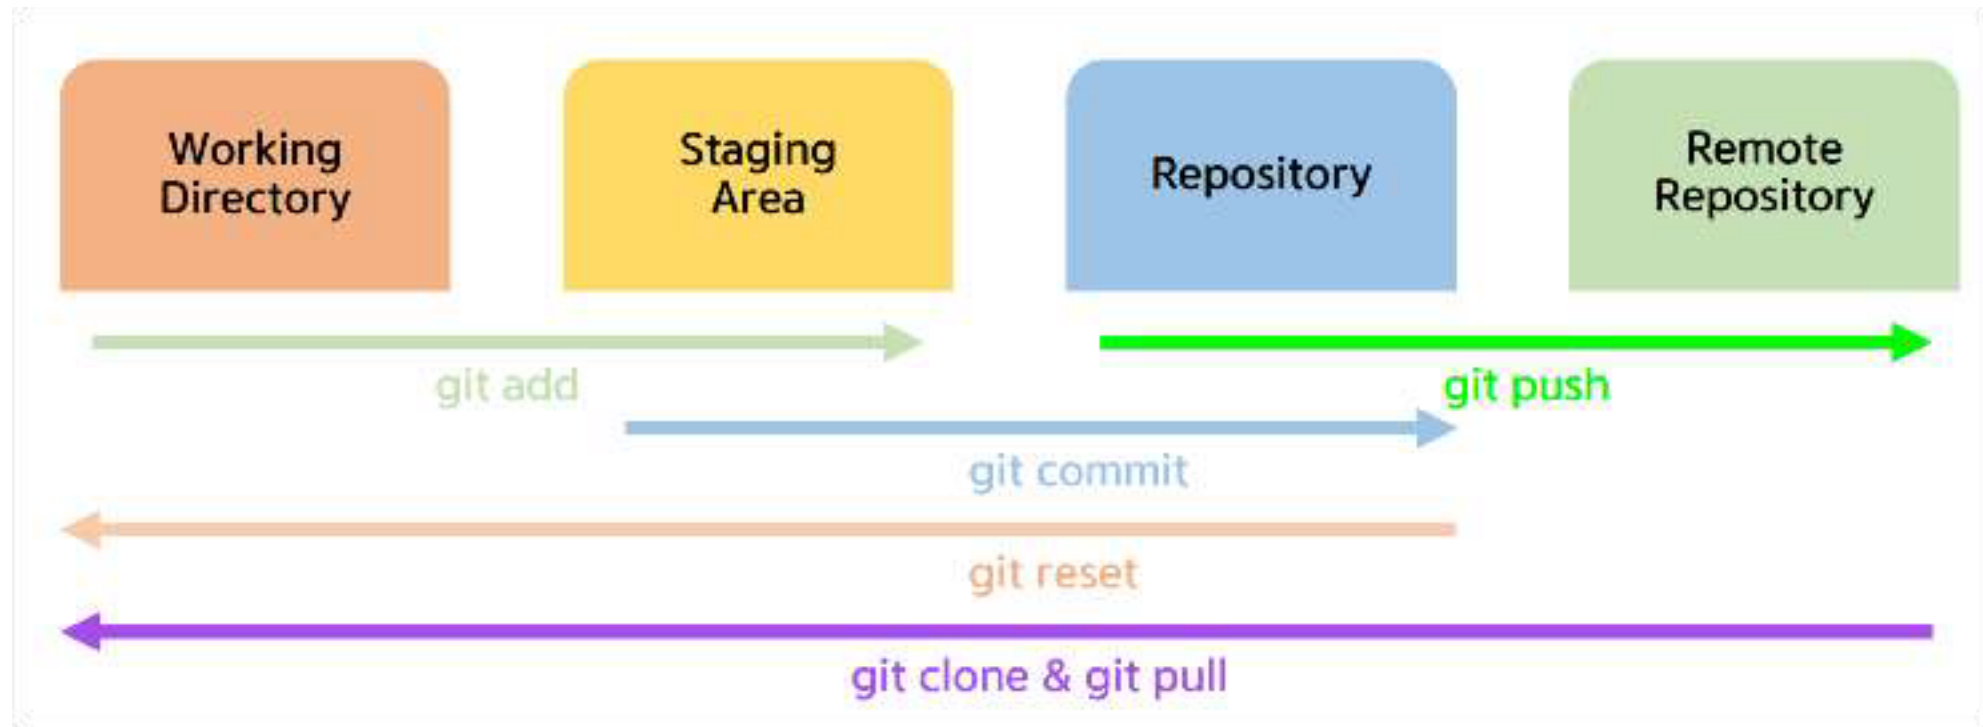 Working
Directory
Staging
Area
Repository
Remote
Repository
git add
git push
git commit
git reset
git clone & git pull